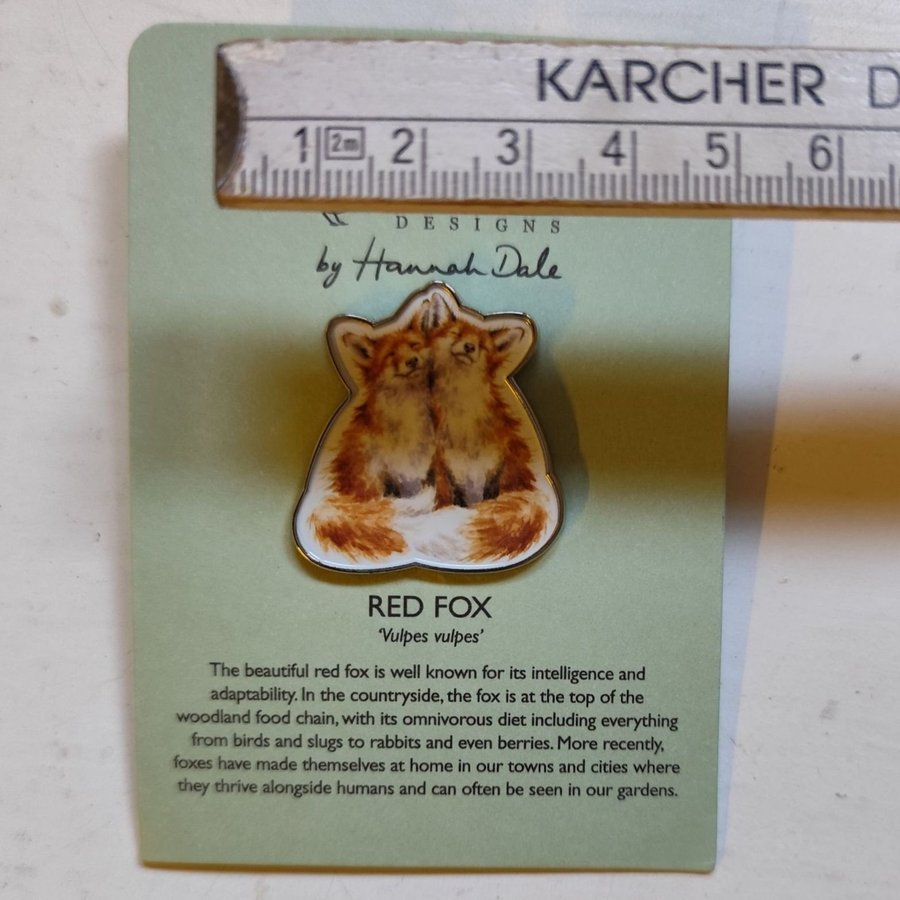 KARCHER D
1 2m 2 3 4 5 6
DESIGNS
by Hannah Dale
RED FOX
‘Vulpes vulpes’
The beautiful red fox is well known for its intelligence and
adaptability. In the countryside, the fox is at the top of the
woodland food chain, with its omnivorous diet including everything
from birds and slugs to rabbits and even berries. More recently,
foxes have made themselves at home in our towns and cities where
they thrive alongside humans and can often be seen in our gardens.